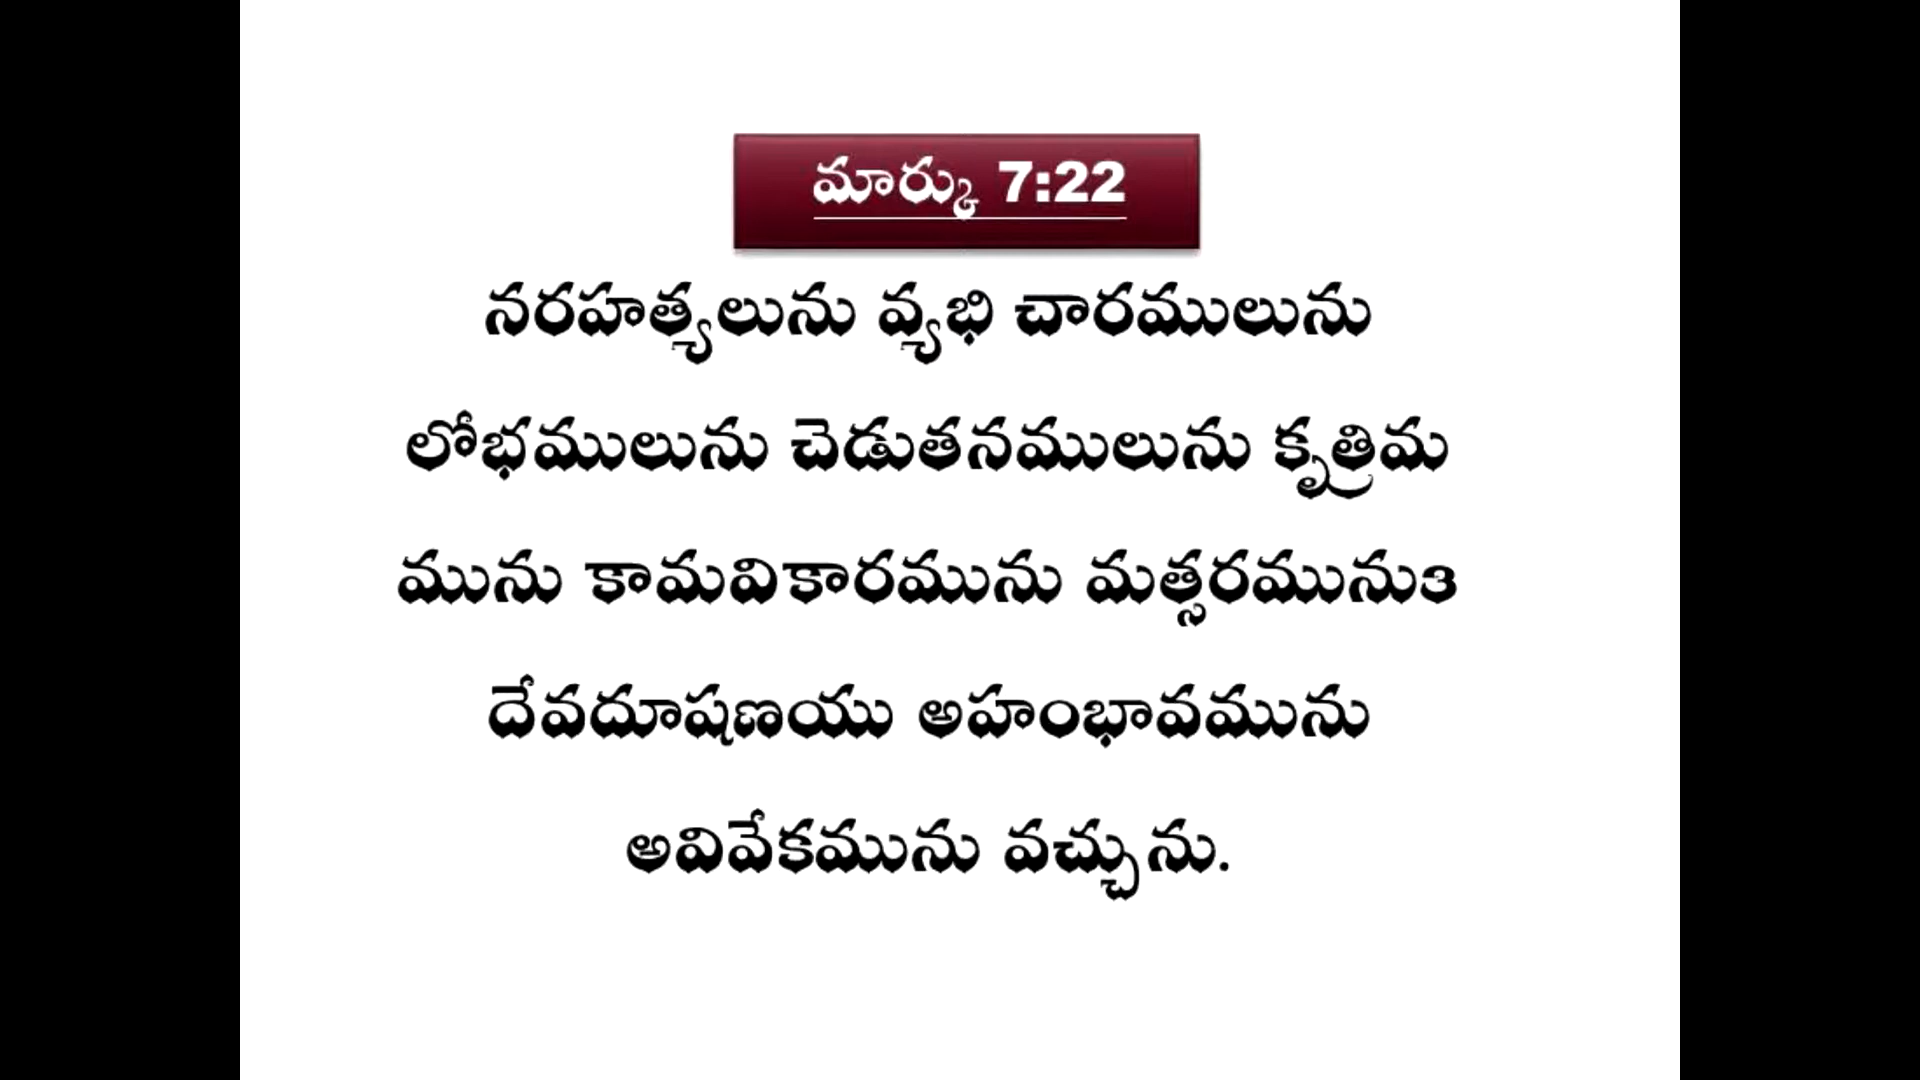 మార్కు 7:22
నరహత్యలును వ్యభి చారములును
లోభములును చెడుతనములును కృత్రిమ
మును కామవికారమును మత్సరమును3
దేవదూషణయు అహంభావమును
అవివేకమును వచ్చును.